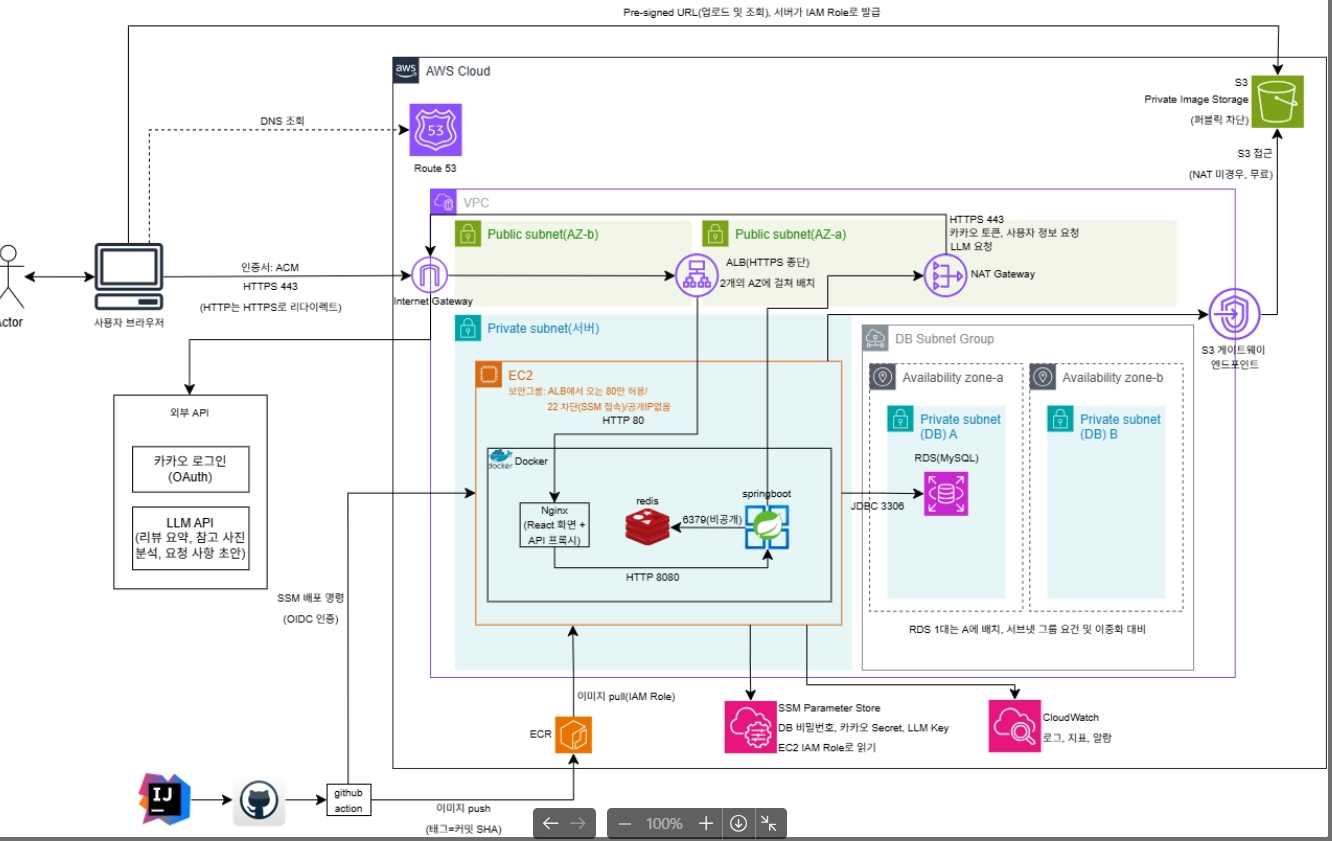 Pre-signed URL(업로드 및 조회), 서버가 IAM Role로 발급
aws
AWS Cloud
S3
Private Image Storage
(퍼블릭 차단)
DNS 조회
53
Route 53
S3 접근
(NAT 미경우, 무료)
VPC
Public subnet(AZ-b)
Public subnet(AZ-a)
HTTPS 443
카카오 토큰, 사용자 정보 요청
LLM 요청
인증서: ACM
HTTPS 443
(HTTP는 HTTPS로 리다이렉트)
ALB(HTTPS 종단)
2개의 AZ에 걸쳐 배치
NAT Gateway
Internet Gateway
Actor
사용자 브라우저
Private subnet(서버)
DB Subnet Group
S3 게이트웨이
엔드포인트
EC2
보안그룹: ALB에서 오는 80만 허용/
22 차단(SSM 접속)/공개IP없음
HTTP 80
Availability zone-a
Availability zone-b
외부 API
카카오 로그인
(OAuth)
LLM API
(리뷰 요약, 참고 사진
분석, 요청 사항 초안)
Private subnet
(DB) A
Private subnet
(DB) B
RDS(MySQL)
docker
Docker
Nginx
(React 화면 +
API 프록시)
redis
6379(비공개)
springboot
JDBC 3306
HTTP 8080
SSM 배포 명령
(OIDC 인증)
RDS 1대는 A에 배치, 서브넷 그룹 요건 및 이중화 대비
이미지 pull(IAM Role)
ECR
SSM Parameter Store
DB 비밀번호, 카카오 Secret, LLM Key
EC2 IAM Role로 읽기
CloudWatch
로그, 지표, 알람
IJ
github
action
이미지 push
(태그=커밋 SHA)
100%